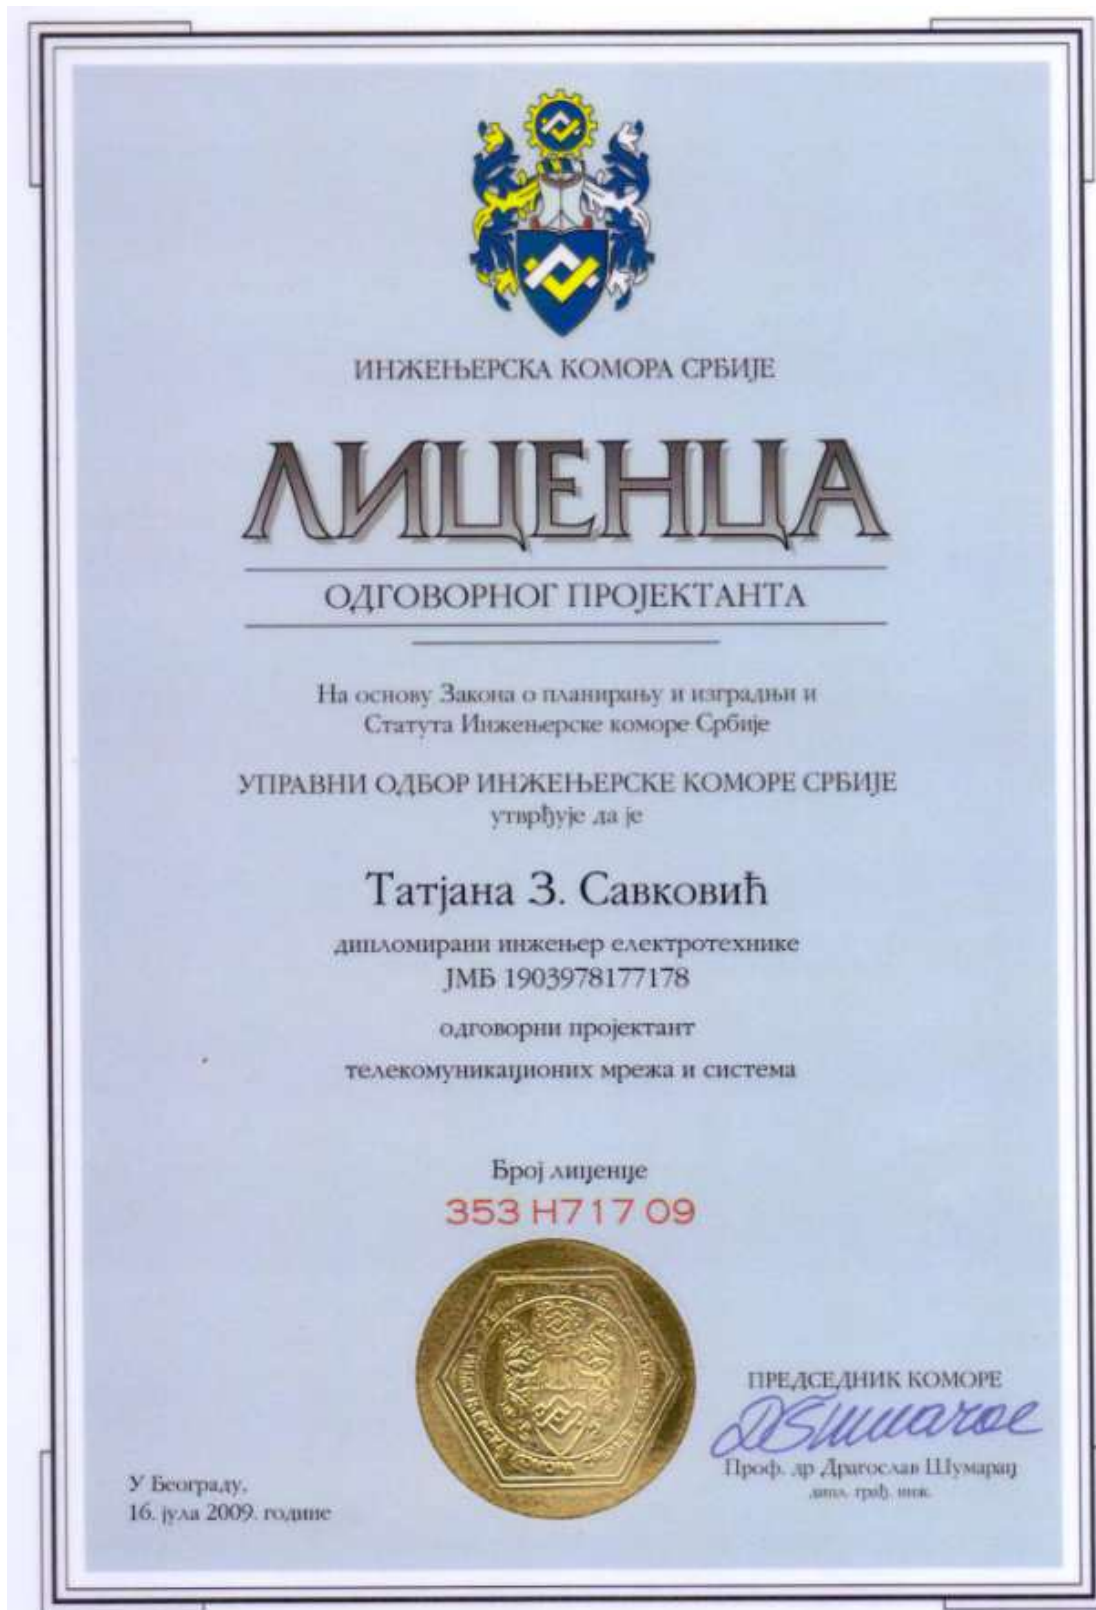 ИНЖЕЊЕРСКА КОМОРА СРБИЈЕ
ЛИЦЕНЦА
ОДГОВОРНОГ ПРОЈЕКТАНТА
На основу Закона о планирању и изградњи и
Статута Инжењерске коморе Србије
УПРАВНИ ОДБОР ИНЖЕЊЕРСКЕ КОМОРЕ СРБИЈЕ
утврђује да је
Татјана З. Савковић
дипломирани инжењер електротехнике
ЈМБ 1903978177178
одговорни пројектант
телекомуникационих мрежа и система
Број лиценце
353 Н717 09
ПРЕДСЕДНИК КОМОРЕ
Проф. др Драгослав Шумарац
дипл. грађ. инж.
У Београду,
16. јула 2009. године